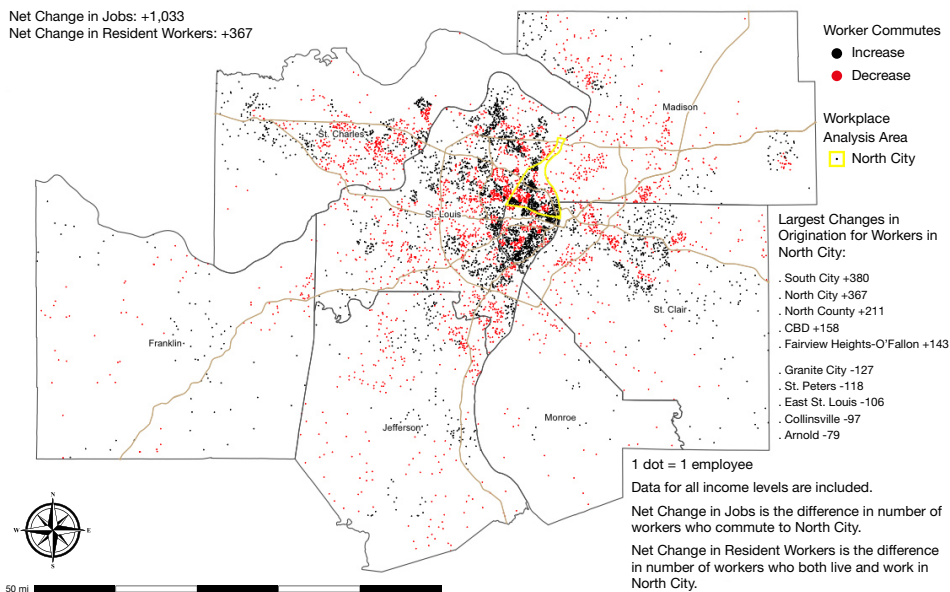 Net Change in Jobs: +1,033
Net Change in Resident Workers: +367
Worker Commutes
Increase
Decrease
Workplace
Analysis Area
North City
Madison
St. Charles
St. Louis
St. Clair
Franklin
Jefferson
Monroe
Largest Changes in
Origination for Workers in
North City:
. South City +380
. North City +367
. North County +211
. CBD +158
. Fairview Heights-O'Fallon +143
. Granite City -127
. St. Peters -118
. East St. Louis -106
. Collinsville -97
. Arnold -79
1 dot = 1 employee
Data for all income levels are included.
Net Change in Jobs is the difference in number of
workers who commute to North City.
Net Change in Resident Workers is the difference
in number of workers who both live and work in
North City.
N
W
E
S
50 mi